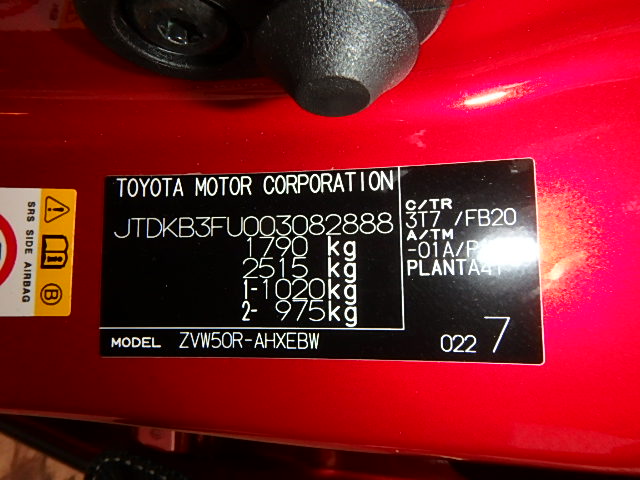 TOYOTA MOTOR CORPORATION
JTDKB3FU003082888
1790 kg
2515 kg
1-1020kg
2- 975kg
C/TR
3T7 /FB20
A/TM
-01A/
MODEL ZVW50R-AHXEBW
022 7
SRS SIDE AIRBAG
B